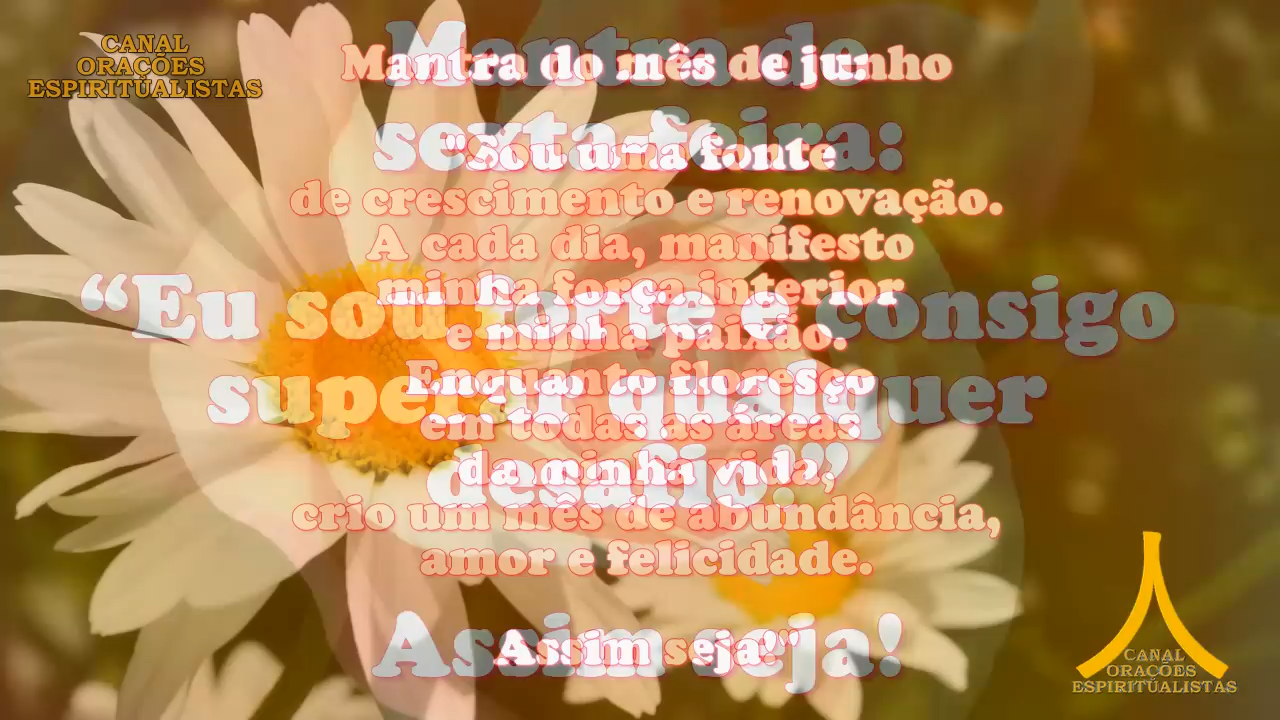 CANAL
ORAÇÕES
ESPIRITUALISTAS
Mantra de
sexta-feira:
“Eu sou forte e consigo
superar qualquer
desafio”.
Assim seja!
Mantra do mês de junho
"Sou uma fonte
de crescimento e renovação.
A cada dia, manifesto
minha força interior
e minha paixão.
Enquanto floresço
em todas as áreas
da minha vida,
crio um mês de abundância,
amor e felicidade.
Assim seja!"
CANAL
ORAÇÕES
ESPIRITUALISTAS